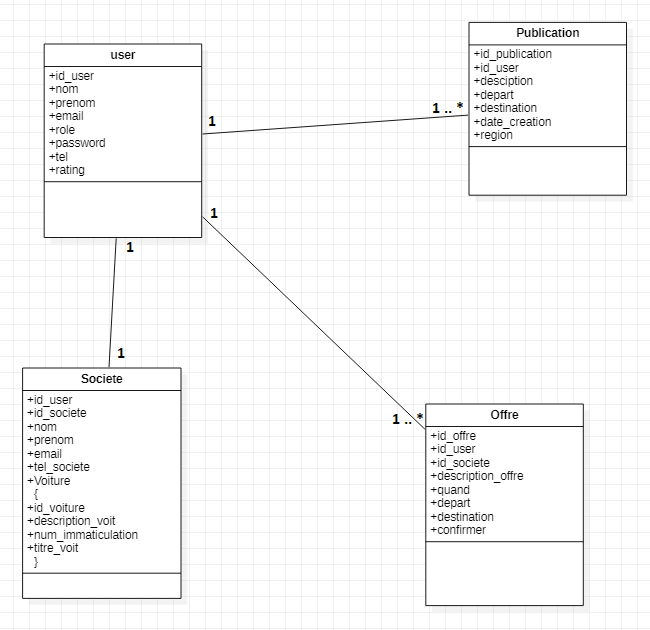 user
+id_user
+nom
+prenom
+email
+role
+password
+tel
+rating
1
1 .. *
Publication
+id_publication
+id_user
+desciption
+depart
+destination
+date_creation
+region
1
1
1
Societe
+id_user
+id_societe
+nom
+prenom
+email
+tel_societe
+Voiture
{
+id_voiture
+description_voit
+num_immaticulation
+titre_voit
}
1 .. *
Offre
+id_offre
+id_user
+id_societe
+description_offre
+quand
+depart
+destination
+confirmer